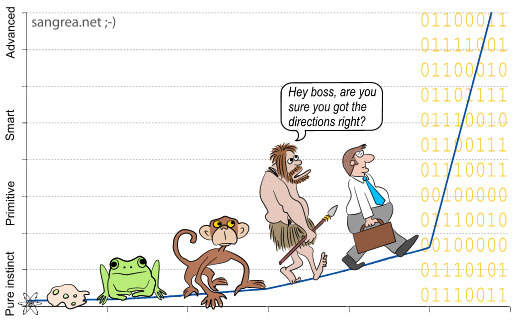 sangrea.net ;-)
Advanced
Smart
Primitive
Pure instinct
Hey boss, are you
sure you got the
directions right?
01100011
01111001
01100010
01101111
01110010
01100111
01110011
00100000
01110010
00100000
01110101
01110011